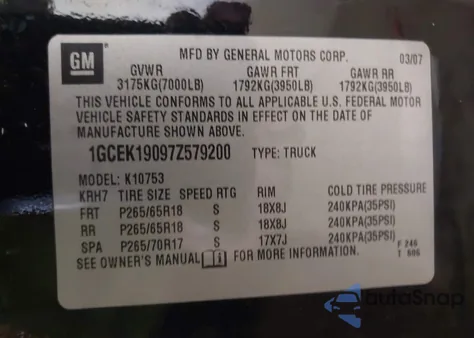 GM
MFD BY GENERAL MOTORS CORP. 03/07
GVWR GAWR FRT GAWR RR
3175KG(7000LB) 1792KG(3950LB) 1792KG(3950LB)
THIS VEHICLE CONFORMS TO ALL APPLICABLE U.S. FEDERAL MOTOR
VEHICLE SAFETY STANDARDS IN EFFECT ON THE DATE OF
MANUFACTURE SHOWN ABOVE.
1GCEK19097Z579200 TYPE: TRUCK
MODEL: K10753
KRH7 TIRE SIZE SPEED RTG RIM COLD TIRE PRESSURE
FRT P265/65R18 S 18X8J 240KPA(35PSI)
RR P265/65R18 S 18X8J 240KPA(35PSI)
SPA P265/70R17 S 17X7J 240KPA(35PSI)
SEE OWNER'S MANUAL i FOR MORE INFORMATION.
F 246
T 606
AutaSnap